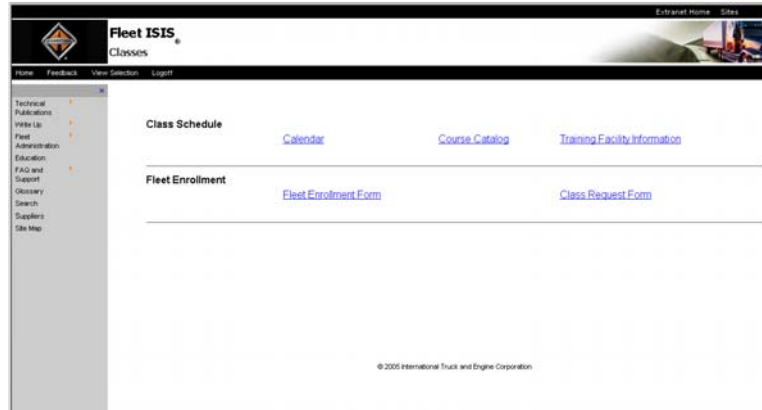 Extranet Home Sites
Fleet ISIS®
Classes
Home Feedback View Selection Logoff
Technical
Publications
Write Up
Fleet
Administration
Education
FAQ and
Support
Glossary
Search
Suppliers
Site Map
Class Schedule
Calendar Course Catalog Training Facility Information
Fleet Enrollment
Fleet Enrollment Form Class Request Form
© 2005 International Truck and Engine Corporation